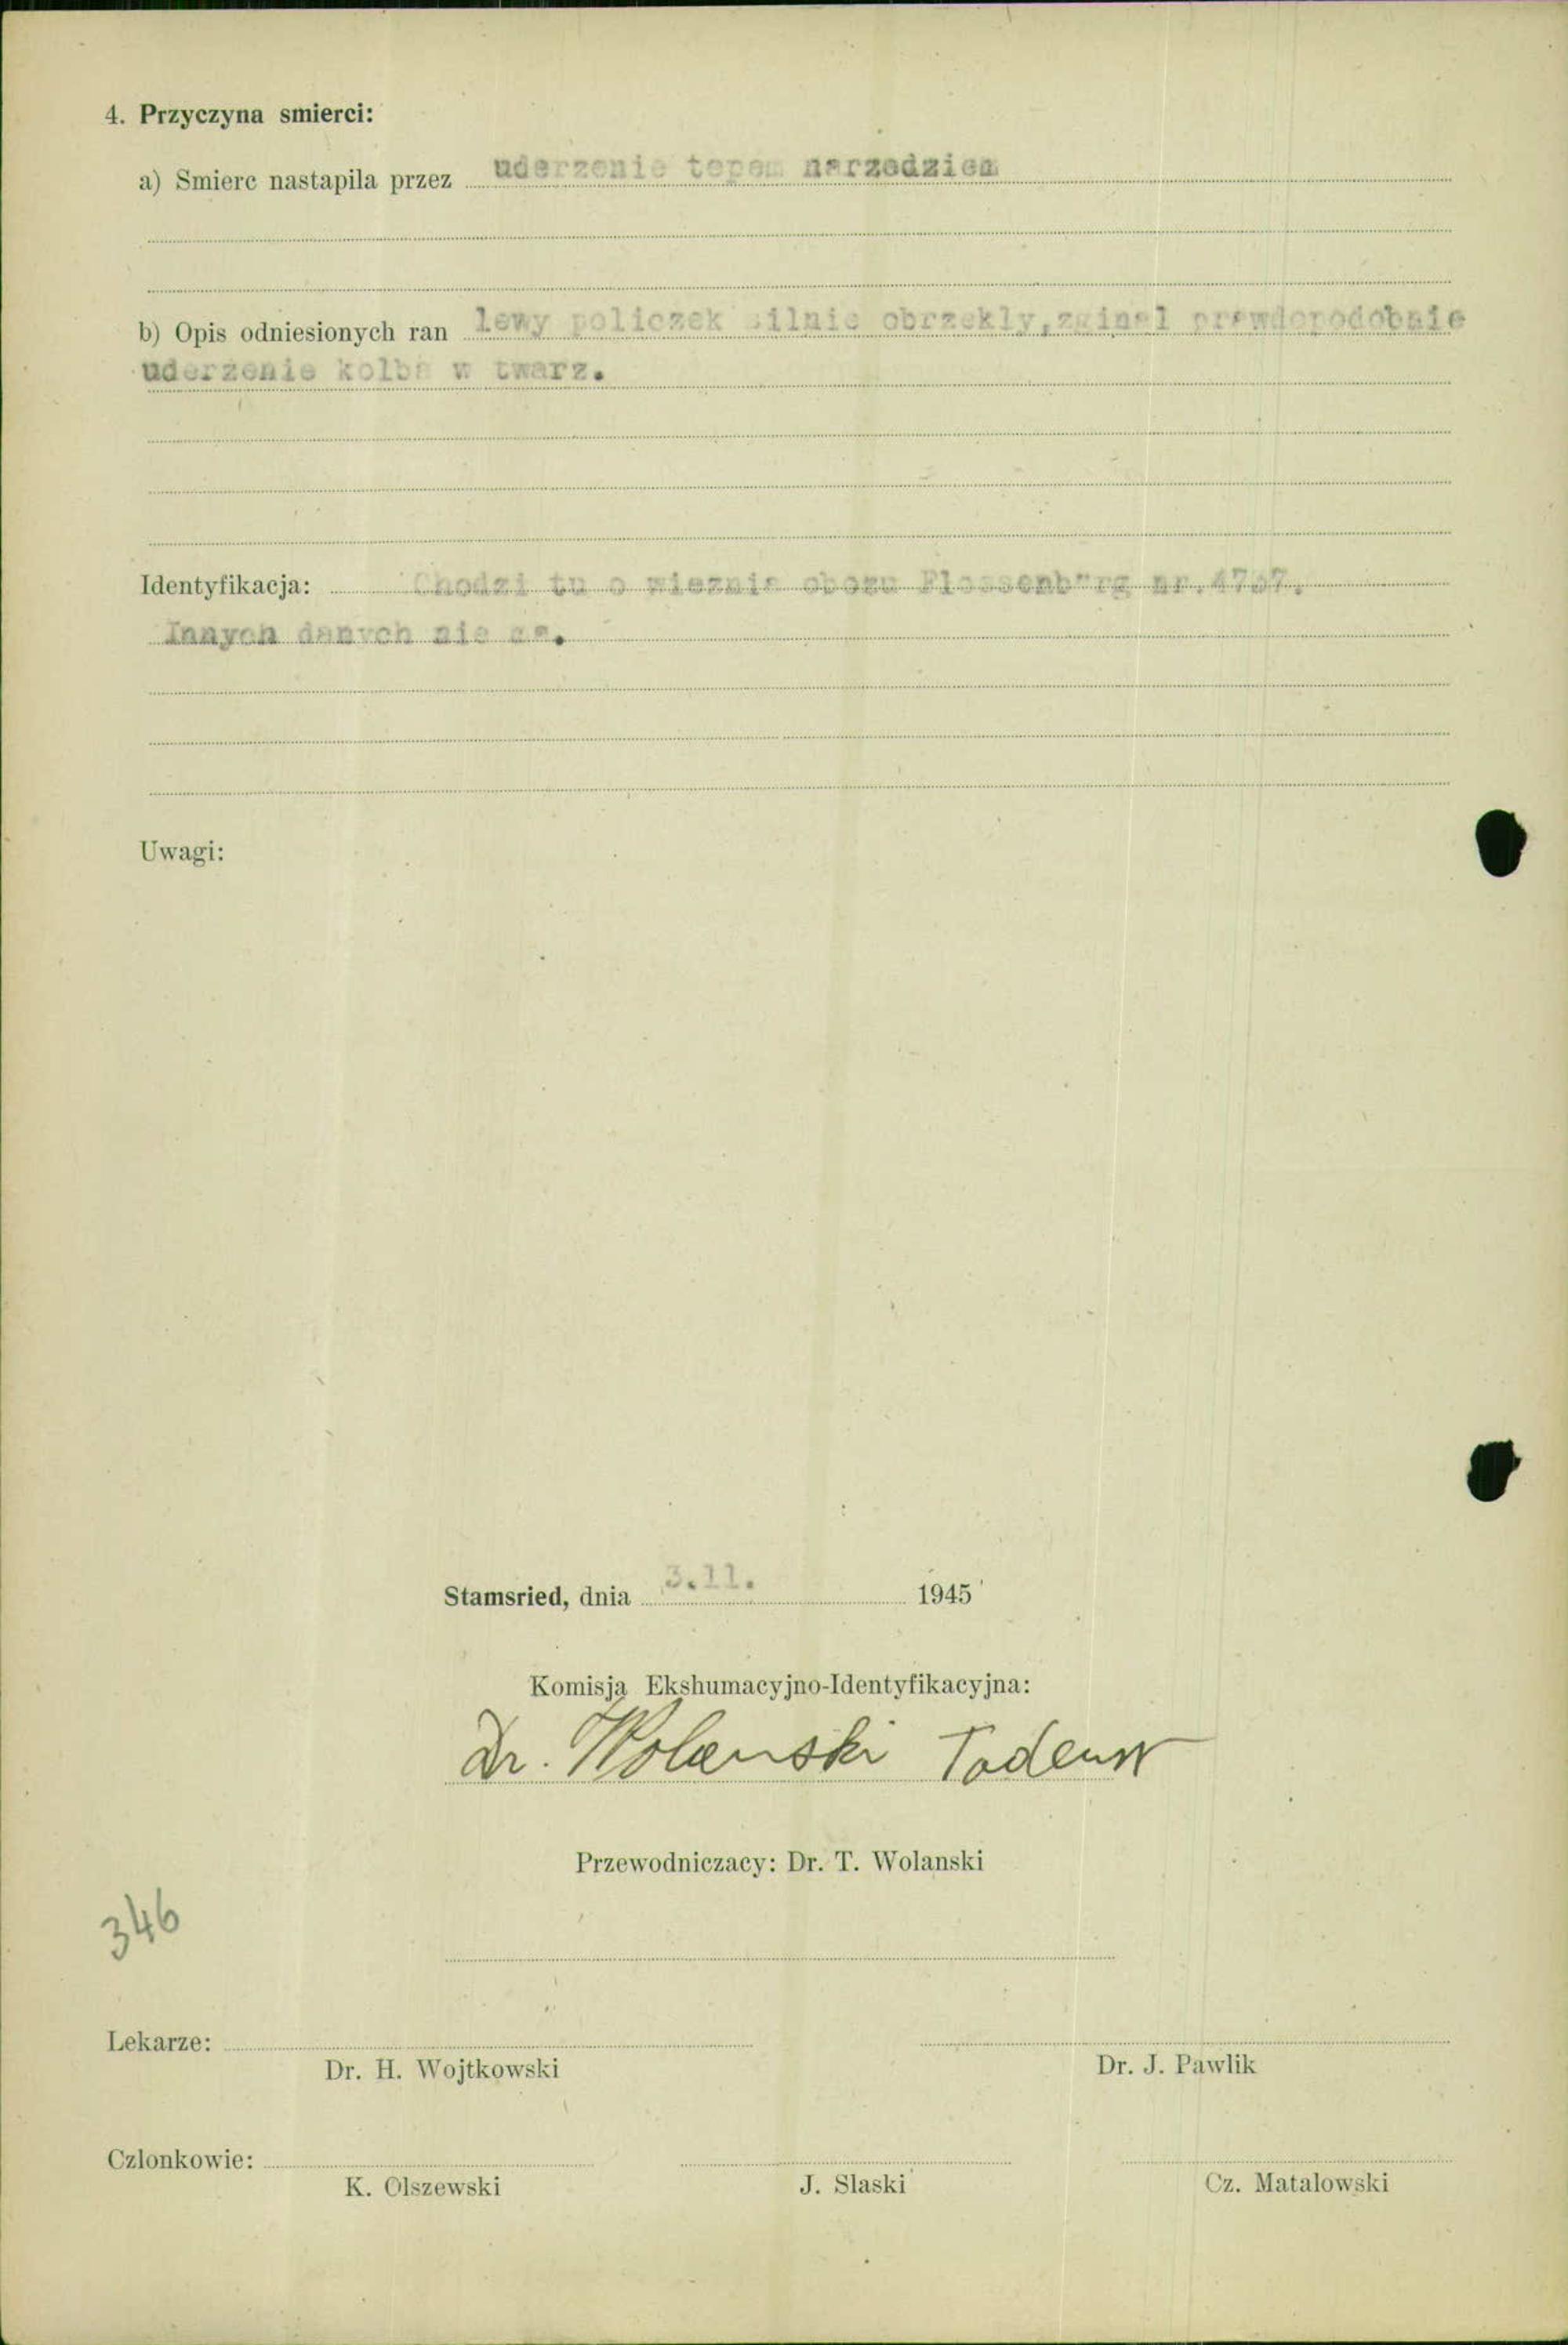 4. Przyczyna smierci:
a) Smierc nastapila przez uderzenie tepem narzedziem
b) Opis odniesionych ran lewy policzek silnie obrzekly, zginal prawdopodobnie
uderzenie kolba w twarz.
Identyfikacja: Chodzi tu o wieznia obozu Flossenbürg nr.
Innych danych nie ma.
Uwagi:
Stamsried, dnia 3.11. 1945
Komisja Ekshumacyjno-Identyfikacyjna:
Dr. Wolanski Tadeusz
Przewodniczacy: Dr. T. Wolanski
346
Lekarze:
Dr. H. Wojtkowski Dr. J. Pawlik
Czlonkowie:
K. Olszewski J. Slaski Cz. Matalowski